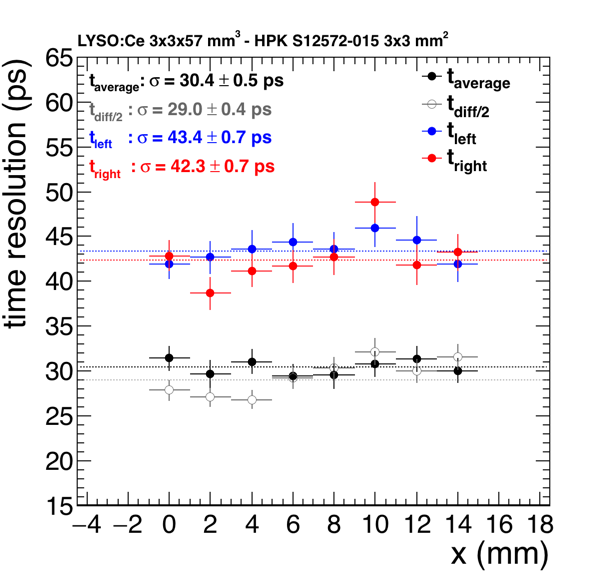 LYSO:Ce 3x3x57 mm³ - HPK S12572-015 3x3 mm²
time resolution (ps)
65
60
55
50
45
40
35
30
25
20
15
t_average : σ = 30.4 ± 0.5 ps
t_diff/2 : σ = 29.0 ± 0.4 ps
t_left : σ = 43.4 ± 0.7 ps
t_right : σ = 42.3 ± 0.7 ps
t_average
t_diff/2
t_left
t_right
−4 −2 0 2 4 6 8 10 12 14 16 18
x (mm)